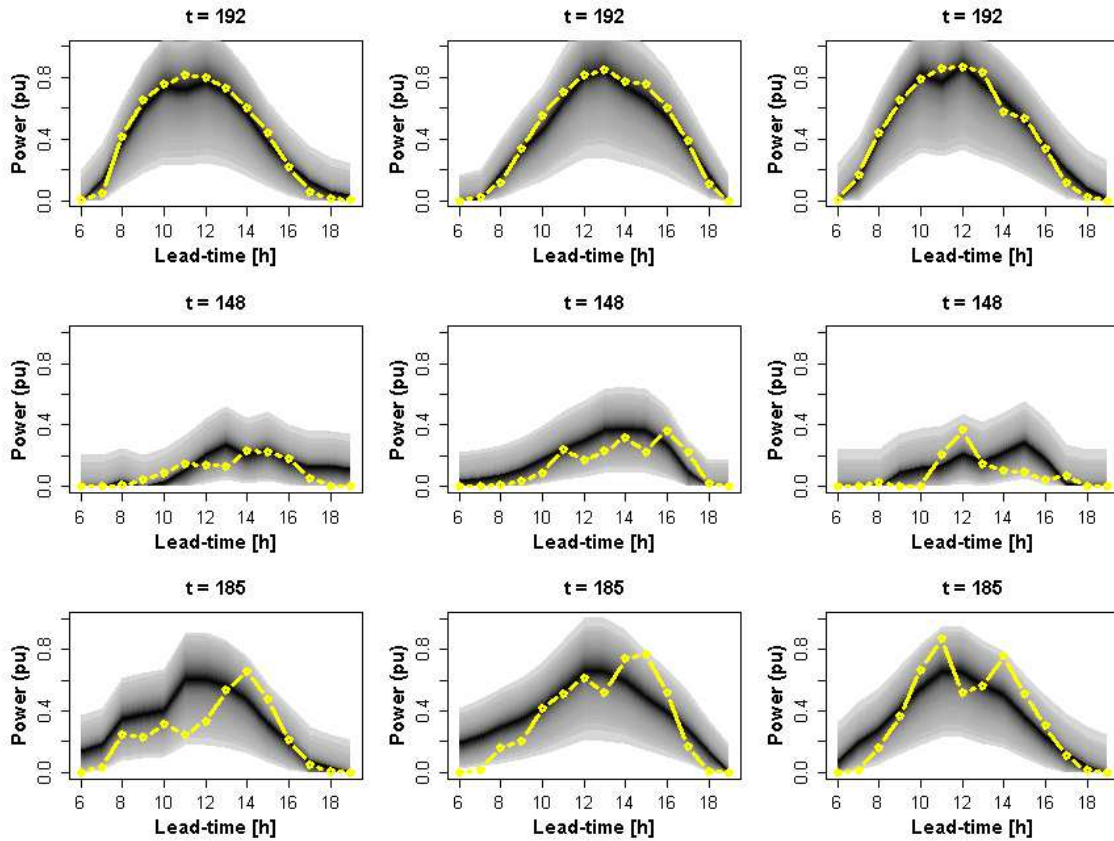 t = 192
t = 192
t = 192
Power (pu)
0.0 0.4 0.8
6 8 10 12 14 16 18
Lead-time [h]
Power (pu)
0.0 0.4 0.8
6 8 10 12 14 16 18
Lead-time [h]
Power (pu)
0.0 0.4 0.8
6 8 10 12 14 16 18
Lead-time [h]
t = 148
t = 148
t = 148
Power (pu)
0.0 0.4 0.8
6 8 10 12 14 16 18
Lead-time [h]
Power (pu)
0.0 0.4 0.8
6 8 10 12 14 16 18
Lead-time [h]
Power (pu)
0.0 0.4 0.8
6 8 10 12 14 16 18
Lead-time [h]
t = 185
t = 185
t = 185
Power (pu)
0.0 0.4 0.8
6 8 10 12 14 16 18
Lead-time [h]
Power (pu)
0.0 0.4 0.8
6 8 10 12 14 16 18
Lead-time [h]
Power (pu)
0.0 0.4 0.8
6 8 10 12 14 16 18
Lead-time [h]